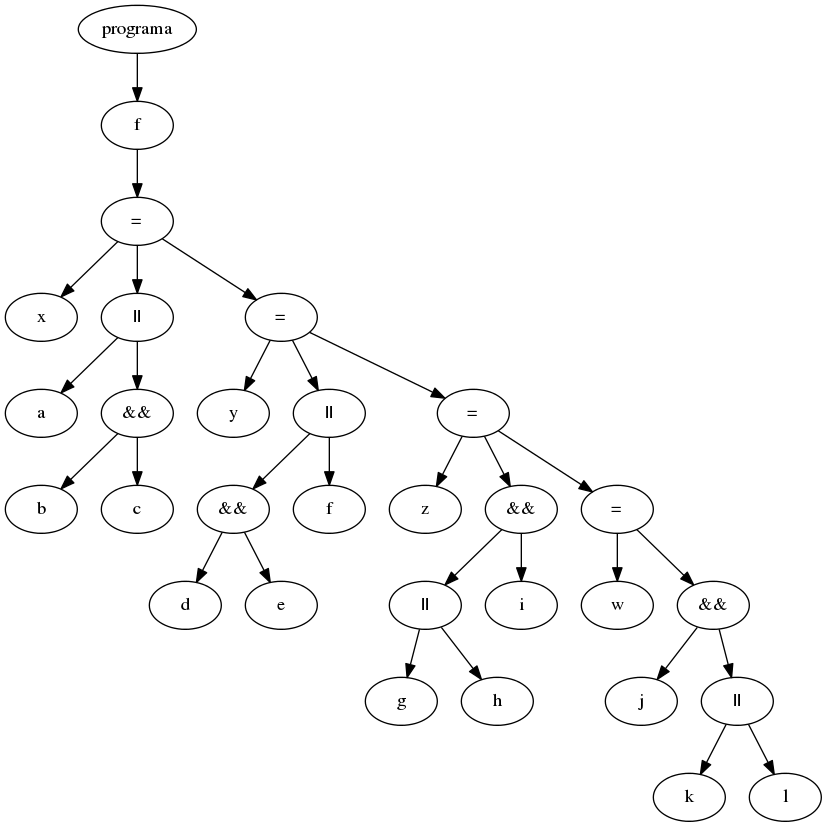 programa
f
=
x || =
a && y || =
b c && f z && =
d e || i w &&
g h j ||
k l